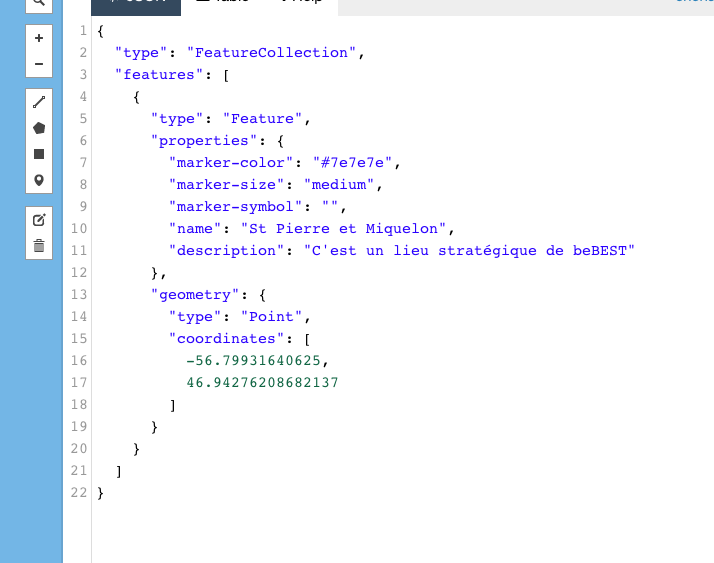 1 {
2   "type": "FeatureCollection",
3   "features": [
4     {
5       "type": "Feature",
6       "properties": {
7         "marker-color": "#7e7e7e",
8         "marker-size": "medium",
9         "marker-symbol": "",
10         "name": "St Pierre et Miquelon",
11         "description": "C'est un lieu stratégique de beBEST"
12       },
13       "geometry": {
14         "type": "Point",
15         "coordinates": [
16           -56.79931640625,
17           46.94276208682137
18         ]
19       }
20     }
21   ]
22 }